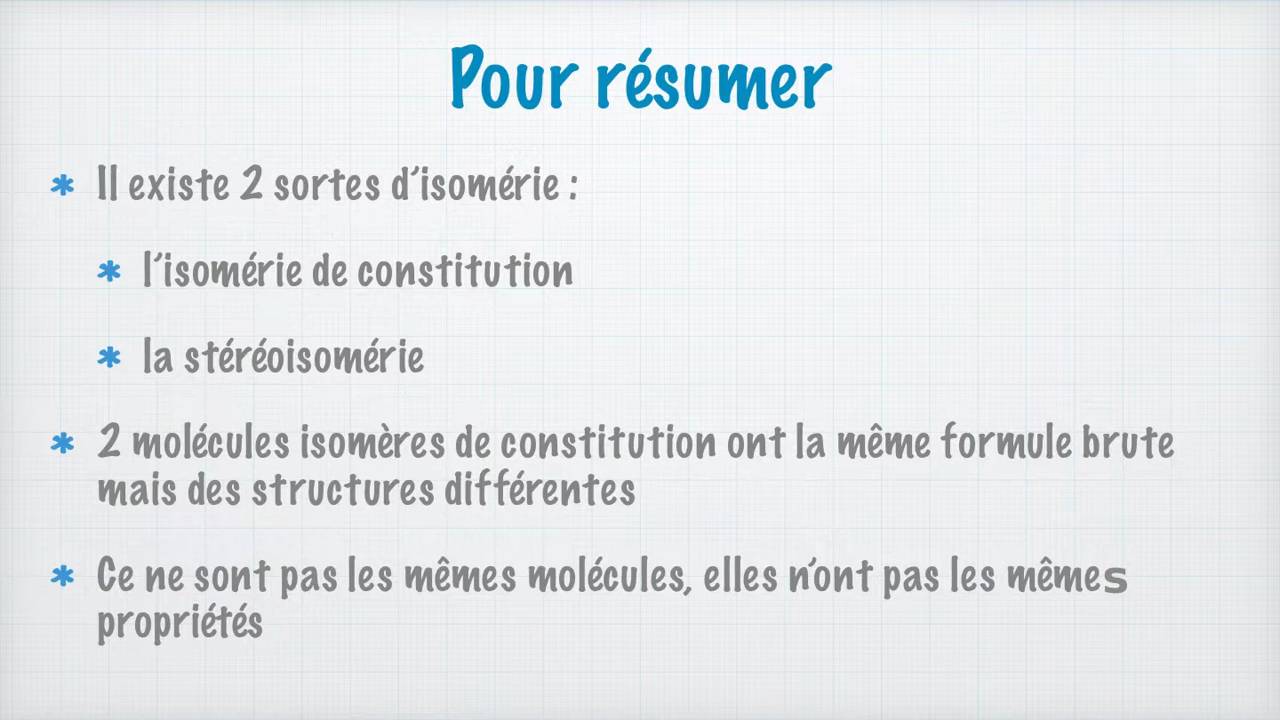 Pour résumer
Il existe 2 sortes d'isomérie :
l'isomérie de constitution
la stéréoisomérie
2 molécules isomères de constitution ont la même formule brute
mais des structures différentes
Ce ne sont pas les mêmes molécules, elles n'ont pas les mêmes
propriétés